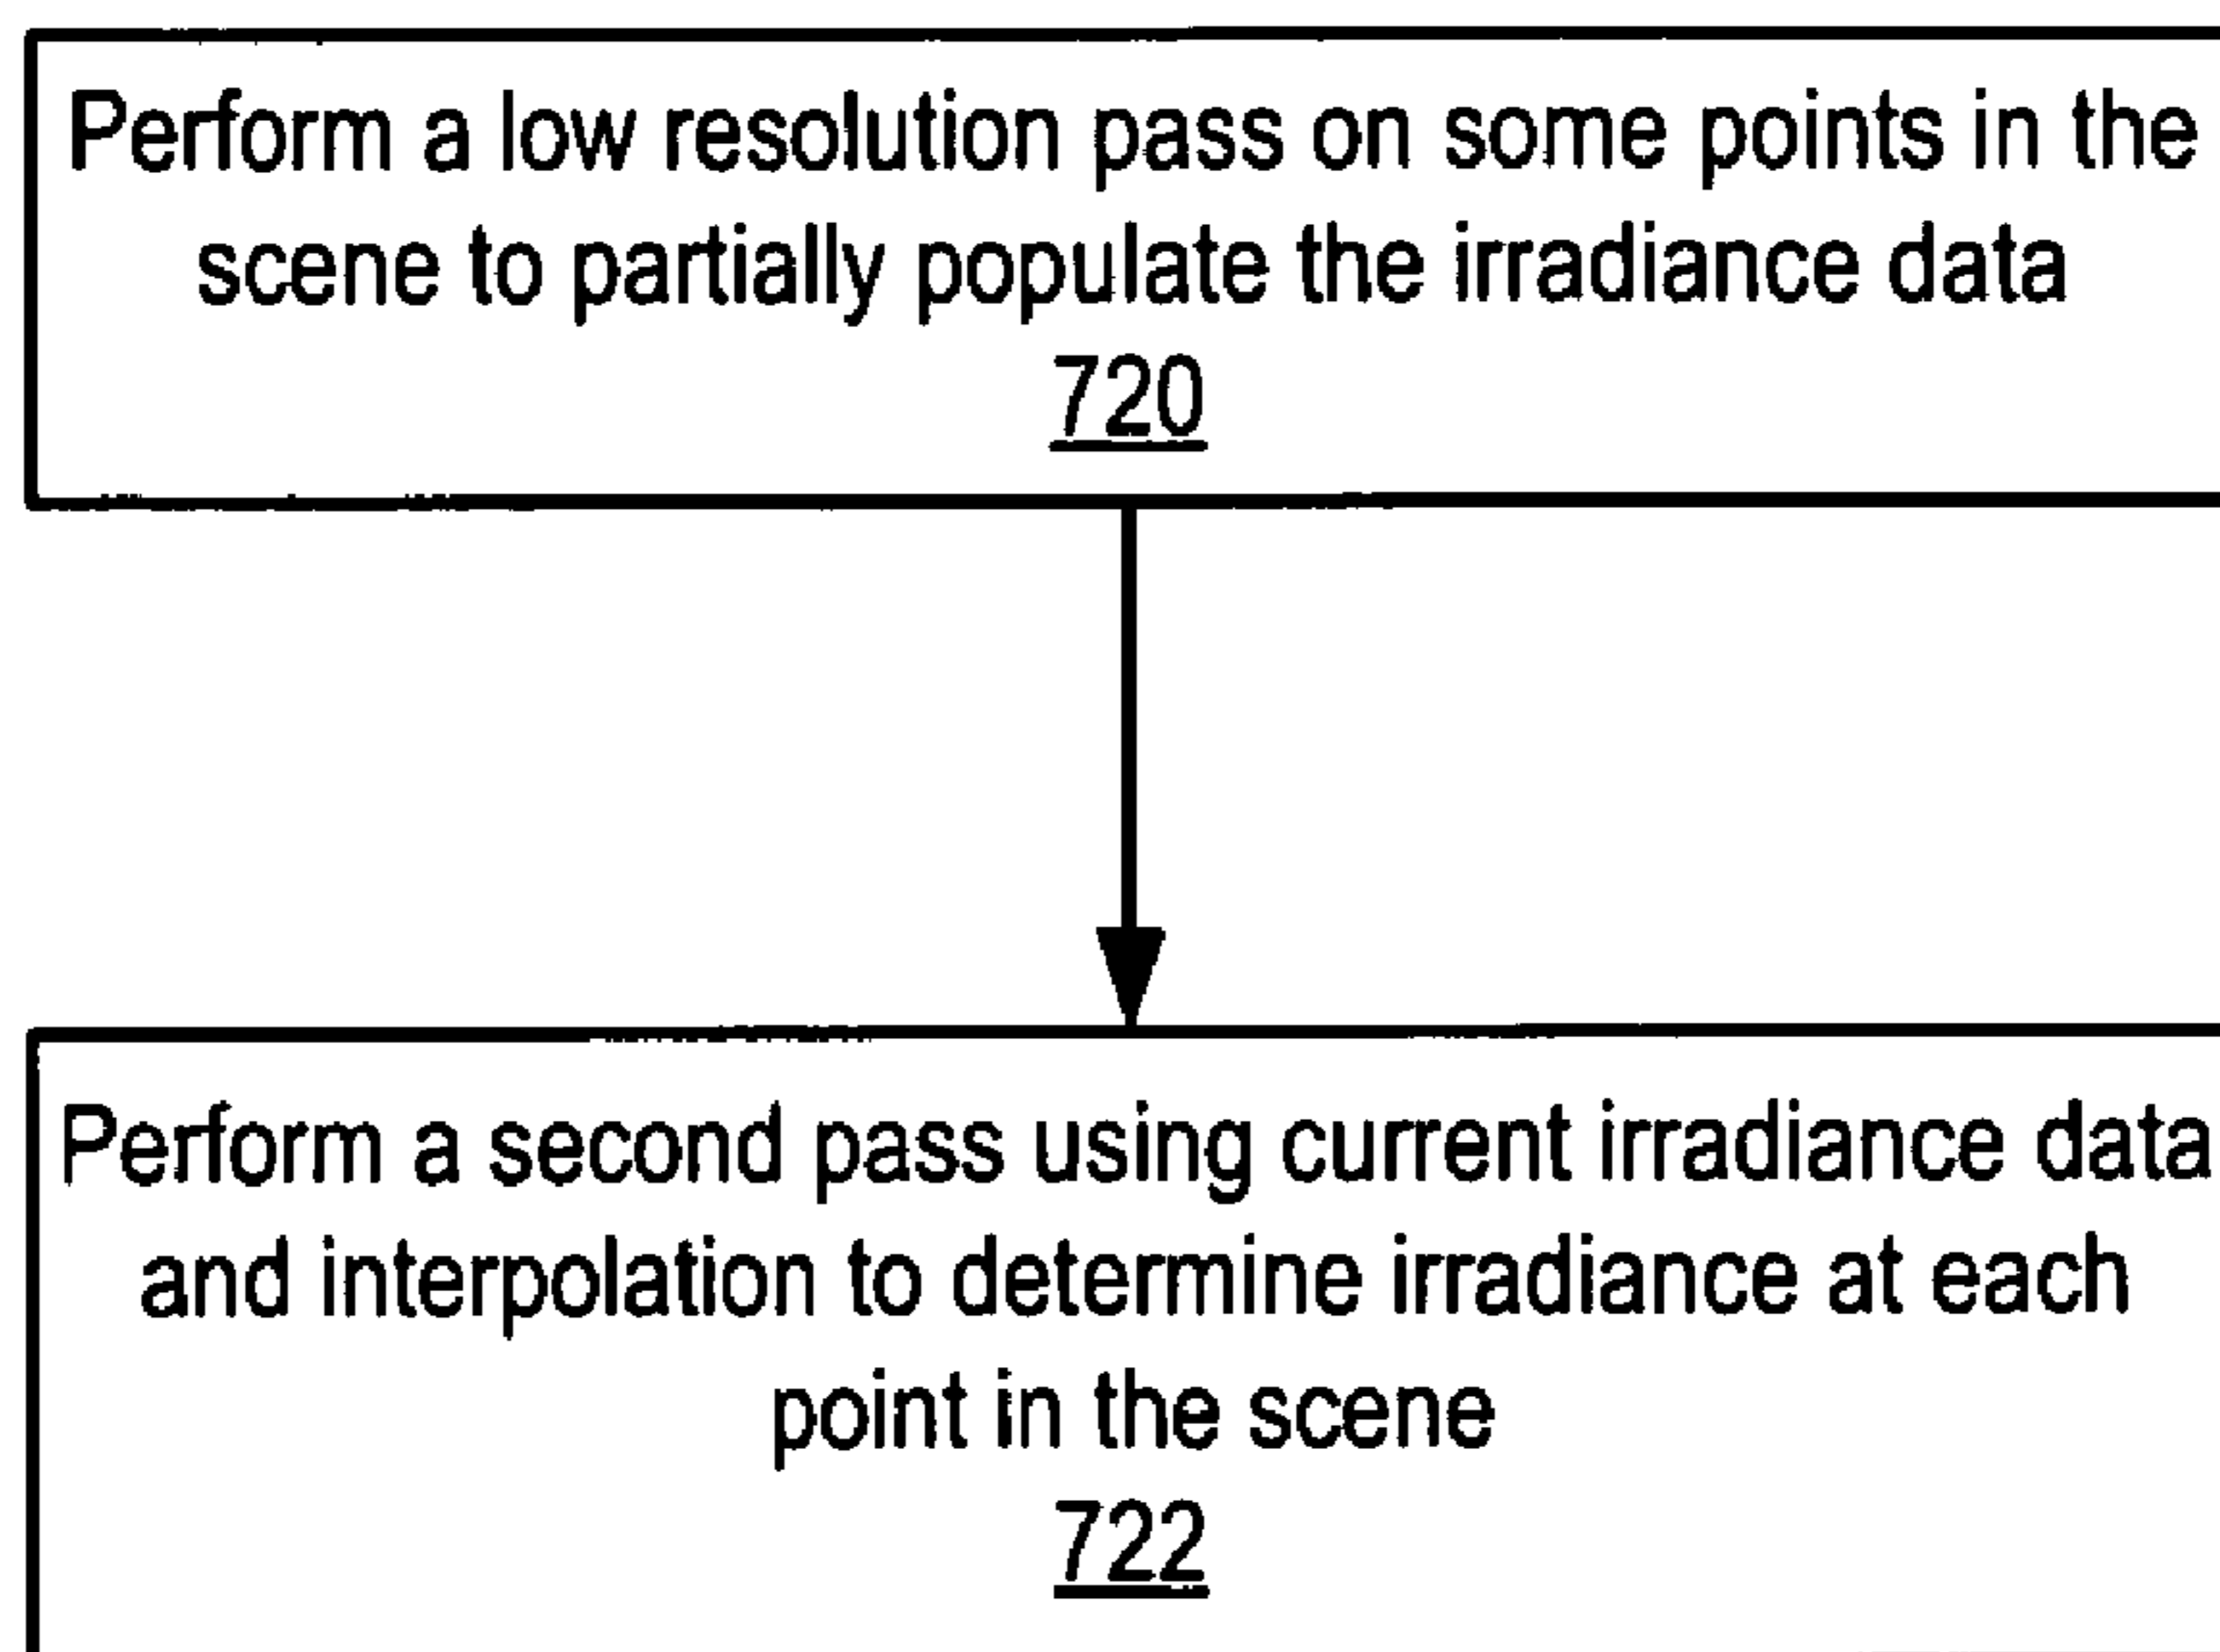 Perform a low resolution pass on some points in the
scene to partially populate the irradiance data
720
Perform a second pass using current irradiance data
and interpolation to determine irradiance at each
point in the scene
722